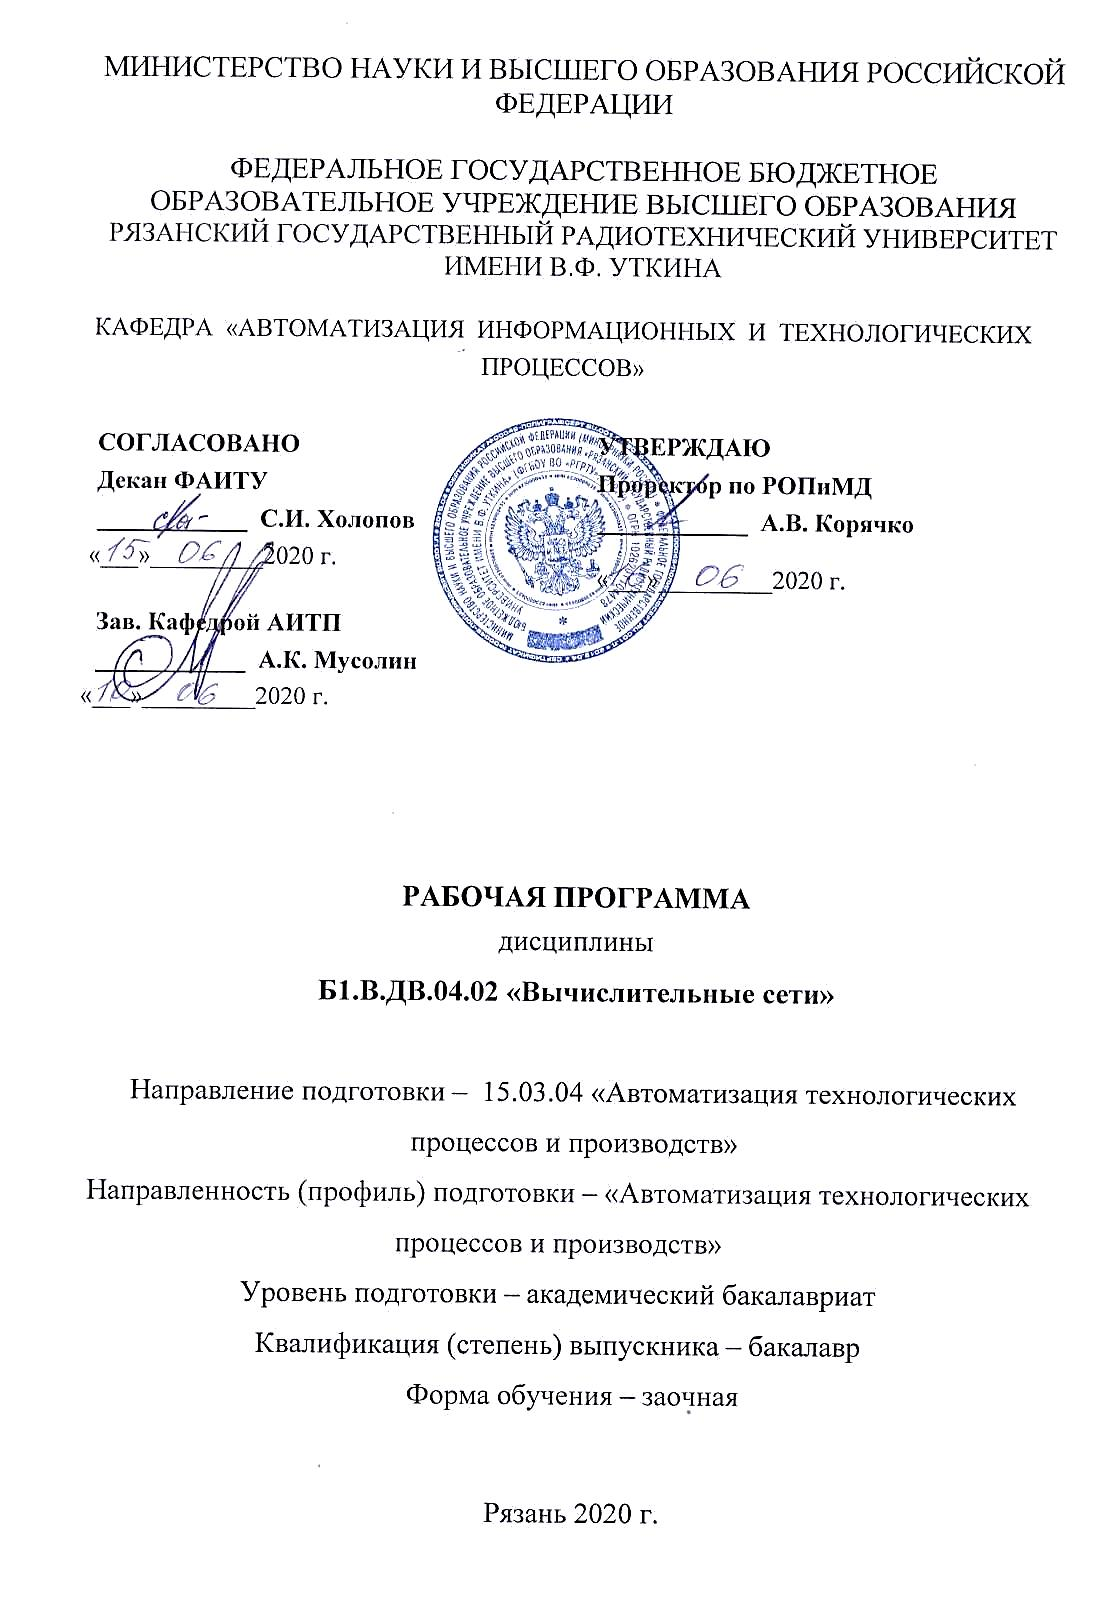 МИНИСТЕРСТВО НАУКИ И ВЫСШЕГО ОБРАЗОВАНИЯ РОССИЙСКОЙ
ФЕДЕРАЦИИ
ФЕДЕРАЛЬНОЕ ГОСУДАРСТВЕННОЕ БЮДЖЕТНОЕ
ОБРАЗОВАТЕЛЬНОЕ УЧРЕЖДЕНИЕ ВЫСШЕГО ОБРАЗОВАНИЯ
РЯЗАНСКИЙ ГОСУДАРСТВЕННЫЙ РАДИОТЕХНИЧЕСКИЙ УНИВЕРСИТЕТ
ИМЕНИ В.Ф. УТКИНА
КАФЕДРА «АВТОМАТИЗАЦИЯ ИНФОРМАЦИОННЫХ И ТЕХНОЛОГИЧЕСКИХ
ПРОЦЕССОВ»
СОГЛАСОВАНО
Декан ФАИТУ
___________ С.И. Холопов
«15» 06 2020 г.
Зав. Кафедрой АИТП
___________ А.К. Мусолин
«10» 06 2020 г.
УТВЕРЖДАЮ
Проректор по РОПиМД
___________ А.В. Корячко
06 2020 г.
РАБОЧАЯ ПРОГРАММА
дисциплины
Б1.В.ДВ.04.02 «Вычислительные сети»
Направление подготовки – 15.03.04 «Автоматизация технологических
процессов и производств»
Направленность (профиль) подготовки – «Автоматизация технологических
процессов и производств»
Уровень подготовки – академический бакалавриат
Квалификация (степень) выпускника – бакалавр
Форма обучения – заочная
Рязань 2020 г.